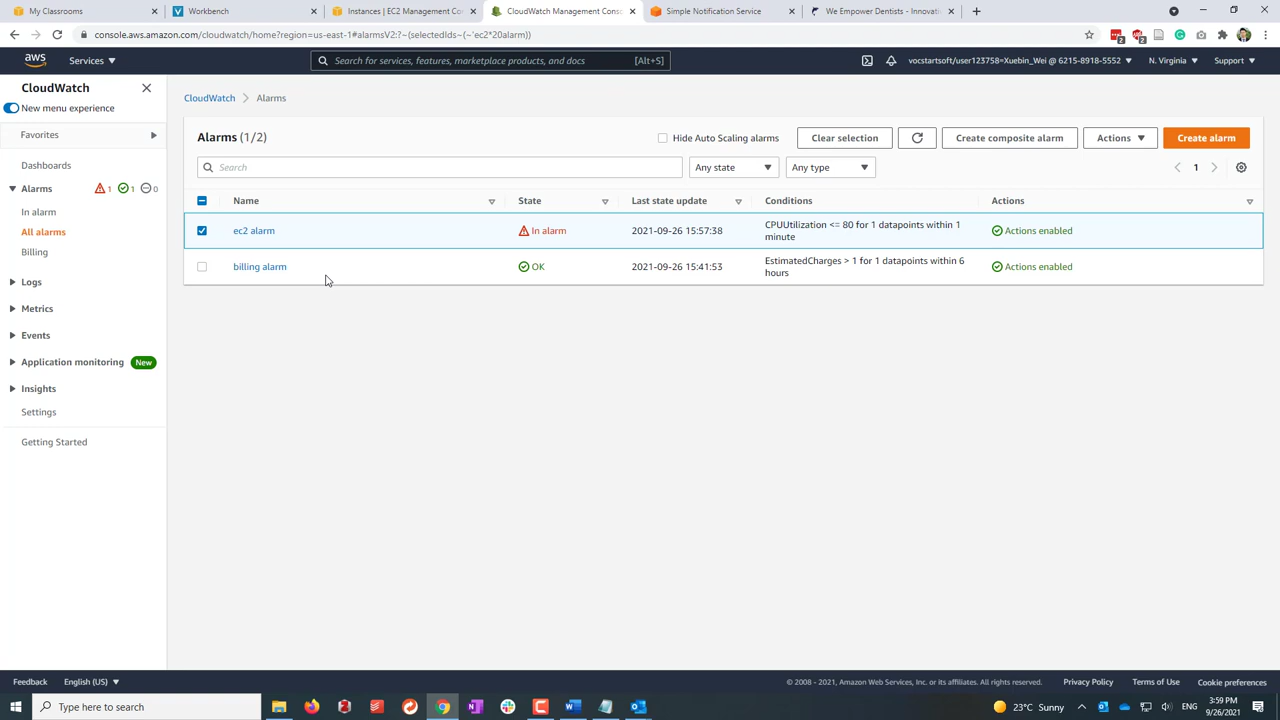 My Classrooms
Workbench
Instances | EC2 Management Con
CloudWatch Management Conso
Simple Notification Service
We Empower Dentists - Innovati
console.aws.amazon.com/cloudwatch/home?region=us-east-1#alarmsV2:?~(selectedIds~(~'ec2*20alarm))
2
2
aws
Services
Search for services, features, marketplace products, and docs
[Alt+S]
vocstartsoft/user123758=Xuebin_Wei @ 6215-8918-5552
N. Virginia
Support
CloudWatch
New menu experience
Favorites
Dashboards
Alarms
1
1
0
In alarm
All alarms
Billing
Logs
Metrics
Events
Application monitoring
New
Insights
Settings
Getting Started
CloudWatch
Alarms
Alarms (1/2)
Hide Auto Scaling alarms
Clear selection
Create composite alarm
Actions
Create alarm
Search
Any state
Any type
1
Name
State
Last state update
Conditions
Actions
ec2 alarm
In alarm
2021-09-26 15:57:38
CPUUtilization <= 80 for 1 datapoints within 1
minute
Actions enabled
billing alarm
OK
2021-09-26 15:41:53
EstimatedCharges > 1 for 1 datapoints within 6
hours
Actions enabled
Feedback
English (US)
© 2008 - 2021, Amazon Web Services, Inc. or its affiliates. All rights reserved.
Privacy Policy
Terms of Use
Cookie preferences
Type here to search
23°C Sunny
ENG
3:59 PM
9/26/2021